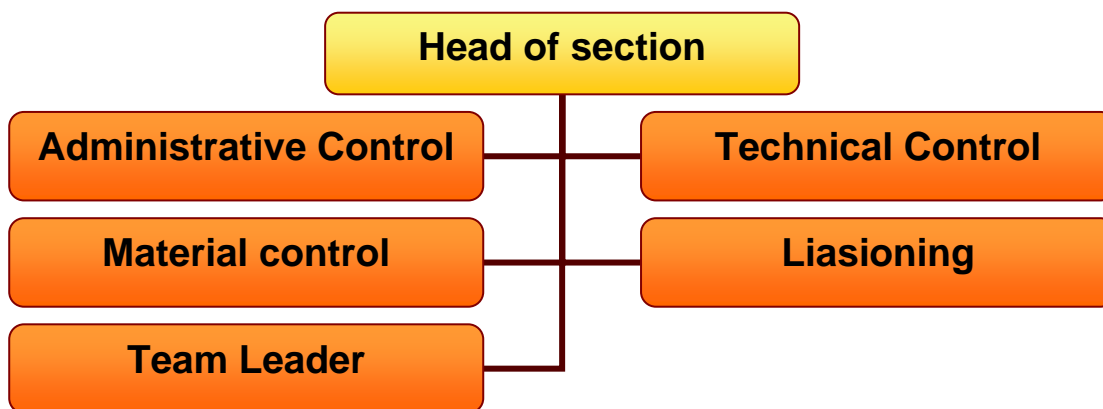 Head of section
Administrative Control
Technical Control
Material control
Liasioning
Team Leader